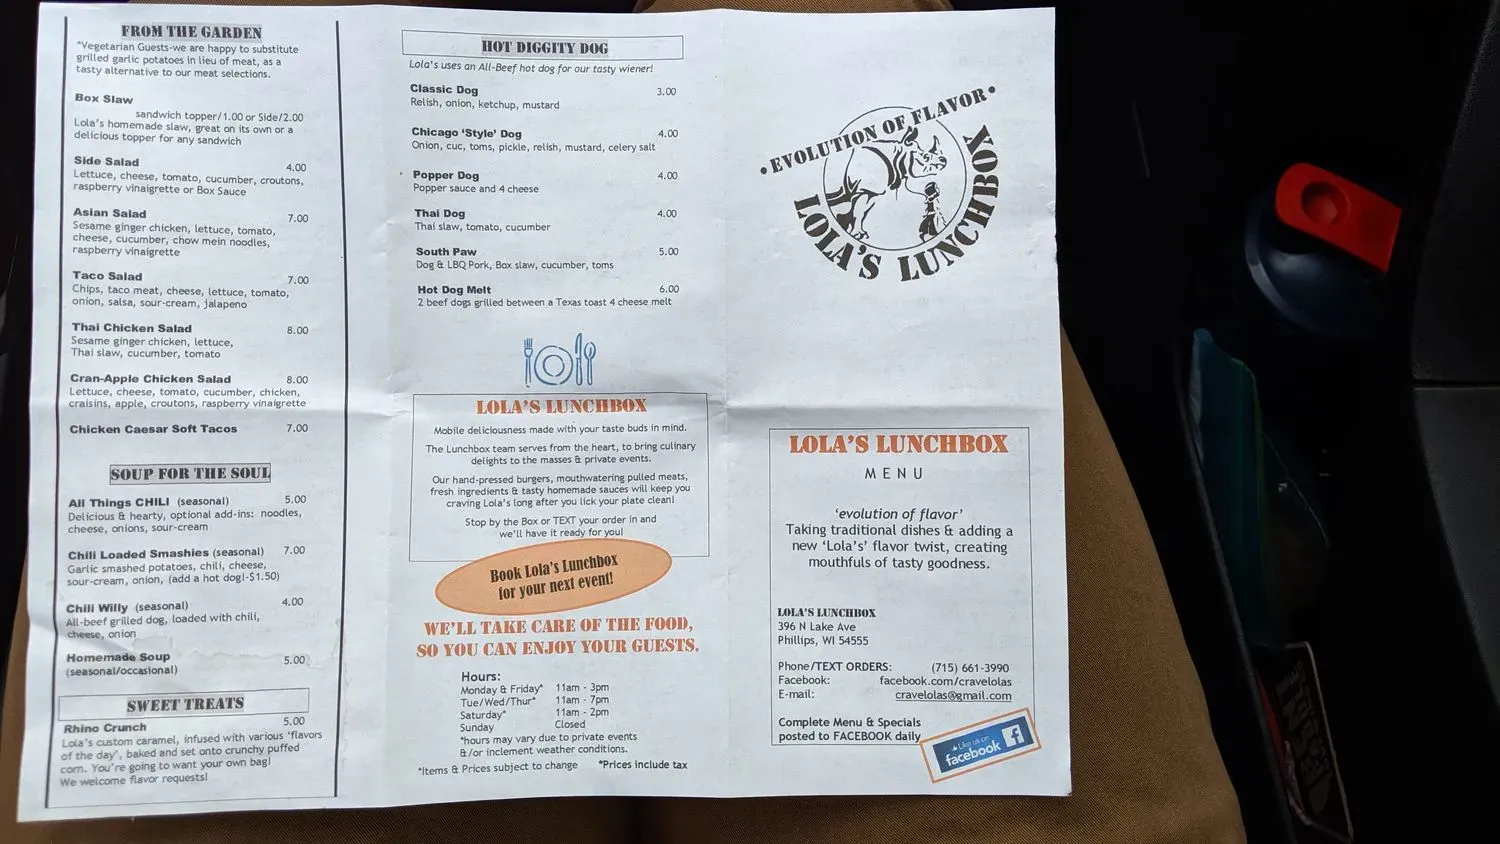 FROM THE GARDEN
*Vegetarian Guests-we are happy to substitute
grilled garlic potatoes in lieu of meat, as a
tasty alternative to our meat selections.
Box Slaw
sandwich topper/1.00 or Side/2.00
Lola's homemade slaw, great on its own or a
delicious topper for any sandwich
Side Salad 4.00
Lettuce, cheese, tomato, cucumber, croutons,
raspberry vinaigrette or Box Sauce
Asian Salad 7.00
Sesame ginger chicken, lettuce, tomato,
cheese, cucumber, chow mein noodles,
raspberry vinaigrette
Taco Salad 7.00
Chips, taco meat, cheese, lettuce, tomato,
onion, salsa, sour-cream, jalapeno
Thai Chicken Salad 8.00
Sesame ginger chicken, lettuce,
Thai slaw, cucumber, tomato
Cran-Apple Chicken Salad 8.00
Lettuce, cheese, tomato, cucumber, chicken,
craisins, apple, croutons, raspberry vinaigrette
Chicken Caesar Soft Tacos 7.00
SOUP FOR THE SOUL
All Things CHILI (seasonal) 5.00
Delicious & hearty, optional add-ins: noodles,
cheese, onions, sour-cream
Chili Loaded Smashies (seasonal) 7.00
Garlic smashed potatoes, chili, cheese,
sour-cream, onion, (add a hot dog!-$1.50)
Chili Willy (seasonal) 4.00
All-beef grilled dog, loaded with chili,
cheese, onion
Homemade Soup 5.00
(seasonal/occasional)
SWEET TREATS
Rhino Crunch 5.00
Lola's custom caramel, infused with various 'flavors
of the day', baked and set onto crunchy puffed
corn. You're going to want your own bag!
We welcome flavor requests!
HOT DIGGITY DOG
Lola's uses an All-Beef hot dog for our tasty wiener!
Classic Dog 3.00
Relish, onion, ketchup, mustard
Chicago 'Style' Dog 4.00
Onion, cuc, toms, pickle, relish, mustard, celery salt
Popper Dog 4.00
Popper sauce and 4 cheese
Thai Dog 4.00
Thai slaw, tomato, cucumber
South Paw 5.00
Dog & LBQ Pork, Box slaw, cucumber, toms
Hot Dog Melt 6.00
2 beef dogs grilled between a Texas toast 4 cheese melt
LOLA'S LUNCHBOX
Mobile deliciousness made with your taste buds in mind.
The Lunchbox team serves from the heart, to bring culinary
delights to the masses & private events.
Our hand-pressed burgers, mouthwatering pulled meats,
fresh ingredients & tasty homemade sauces will keep you
craving Lola's long after you lick your plate clean!
Stop by the Box or TEXT your order in and
we'll have it ready for you!
Book Lola's Lunchbox
for your next event!
WE'LL TAKE CARE OF THE FOOD,
SO YOU CAN ENJOY YOUR GUESTS.
Hours:
Monday & Friday* 11am - 3pm
Tue/Wed/Thur* 11am - 7pm
Saturday* 11am - 2pm
Sunday Closed
*hours may vary due to private events
&/or inclement weather conditions.
*Items & Prices subject to change *Prices include tax
• EVOLUTION OF FLAVOR •
LOLA'S LUNCHBOX
LOLA'S LUNCHBOX
MENU
'evolution of flavor'
Taking traditional dishes & adding a
new 'Lola's' flavor twist, creating
mouthfuls of tasty goodness.
LOLA'S LUNCHBOX
396 N Lake Ave
Phillips, WI 54555
Phone/TEXT ORDERS: (715) 661-3990
Facebook: facebook.com/cravelolas
E-mail: cravelolas@gmail.com
Complete Menu & Specials
posted to FACEBOOK daily
Like us on
facebook f